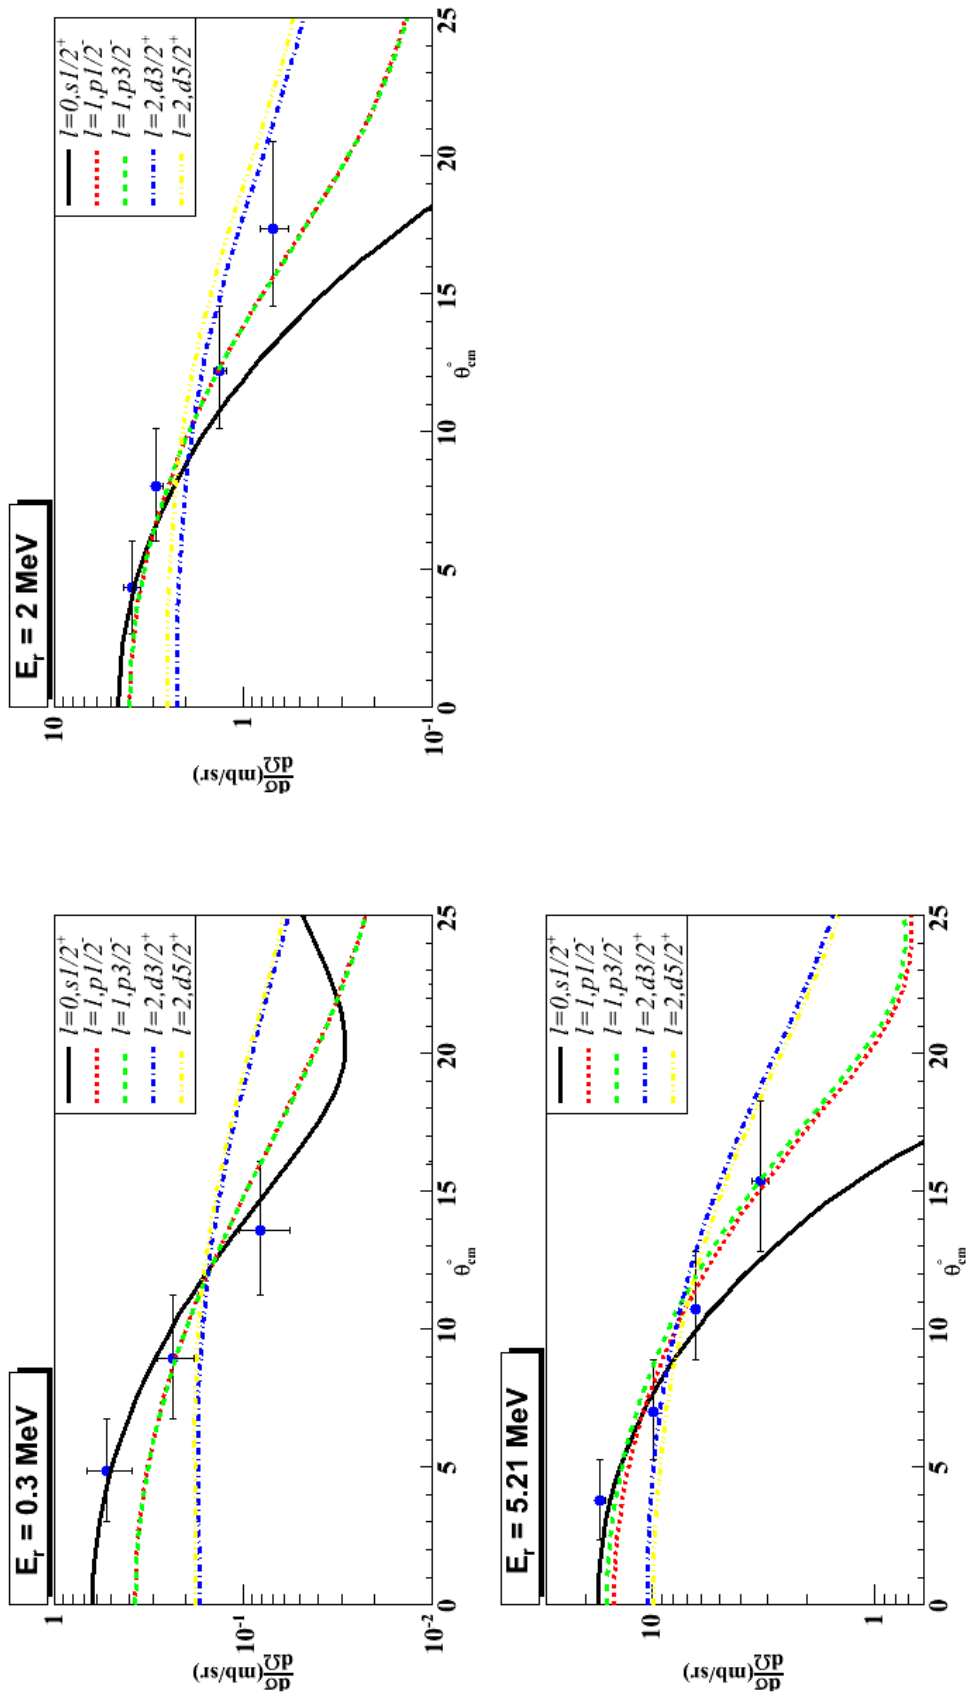 E_r = 0.3 MeV
l=0,s1/2^+
l=1,p1/2^-
l=1,p3/2^-
l=2,d3/2^+
l=2,d5/2^+
dσ/dΩ(mb/sr)
1
10^-1
10^-2
0 5 10 15 20 25
θ°_cm
E_r = 2 MeV
l=0,s1/2^+
l=1,p1/2^-
l=1,p3/2^-
l=2,d3/2^+
l=2,d5/2^+
dσ/dΩ(mb/sr)
10
1
10^-1
0 5 10 15 20 25
θ°_cm
E_r = 5.21 MeV
l=0,s1/2^+
l=1,p1/2^-
l=1,p3/2^-
l=2,d3/2^+
l=2,d5/2^+
dσ/dΩ(mb/sr)
10
1
0 5 10 15 20 25
θ°_cm